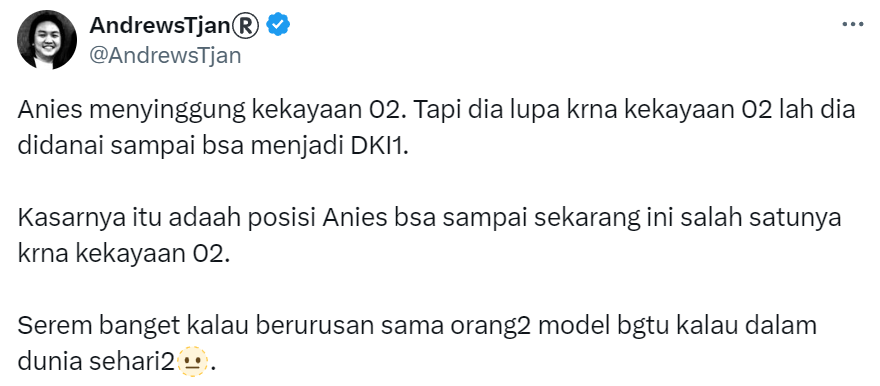 AndrewsTjan®
@AndrewsTjan
Anies menyinggung kekayaan 02. Tapi dia lupa krna kekayaan 02 lah dia
didanai sampai bsa menjadi DKI1.
Kasarnya itu adaah posisi Anies bsa sampai sekarang ini salah satunya
krna kekayaan 02.
Serem banget kalau berurusan sama orang2 model bgtu kalau dalam
dunia sehari2🫥.